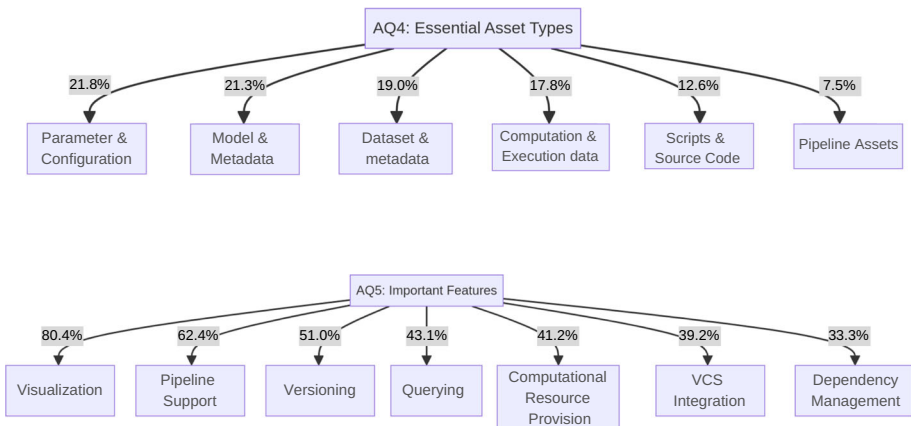 AQ4: Essential Asset Types
21.8%
21.3%
19.0%
17.8%
12.6%
7.5%
Parameter &
Configuration
Model &
Metadata
Dataset &
metadata
Computation &
Execution data
Scripts &
Source Code
Pipeline Assets
AQ5: Important Features
80.4%
62.4%
51.0%
43.1%
41.2%
39.2%
33.3%
Visualization
Pipeline
Support
Versioning
Querying
Computational
Resource
Provision
VCS
Integration
Dependency
Management